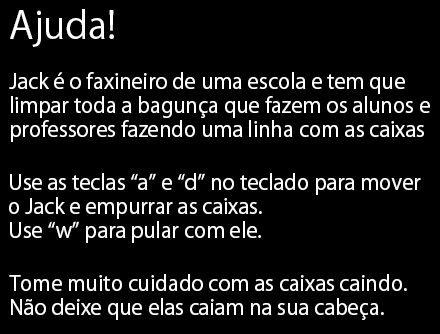 Ajuda!
Jack é o faxineiro de uma escola e tem que
limpar toda a bagunça que fazem os alunos e
professores fazendo uma linha com as caixas
Use as teclas “a” e “d” no teclado para mover
o Jack e empurrar as caixas.
Use “w” para pular com ele.
Tome muito cuidado com as caixas caindo.
Não deixe que elas caiam na sua cabeça.